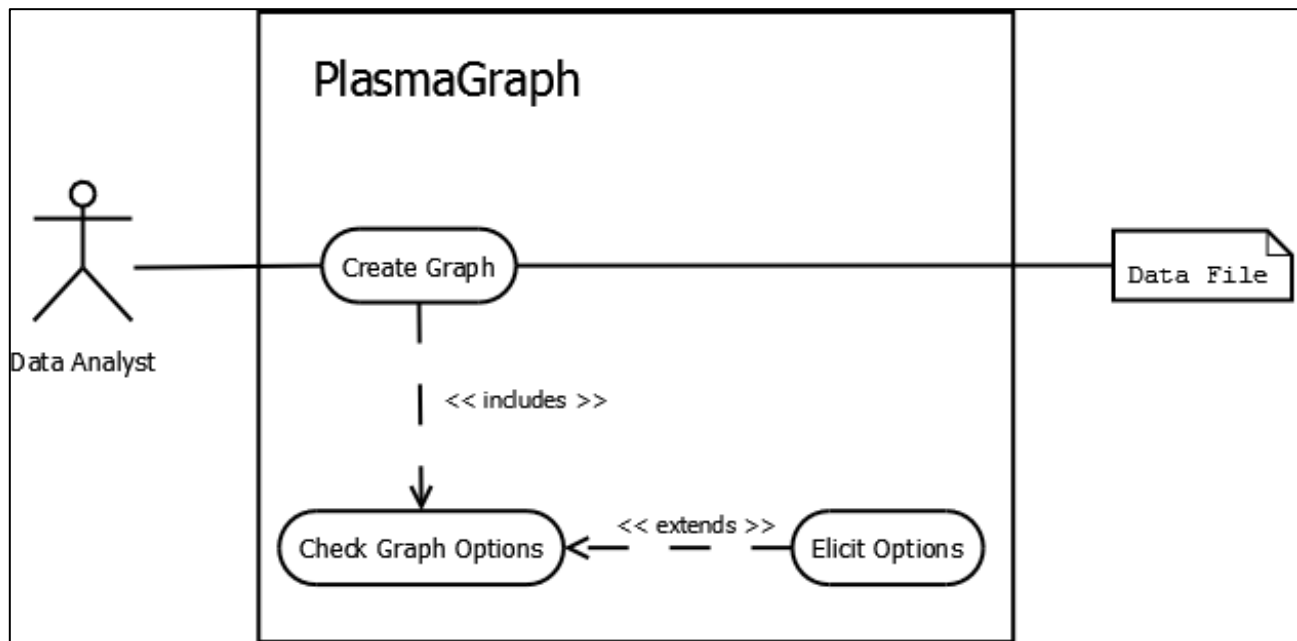 PlasmaGraph
Create Graph
Data File
Data Analyst
<< includes >>
<< extends >>
Check Graph Options
Elicit Options